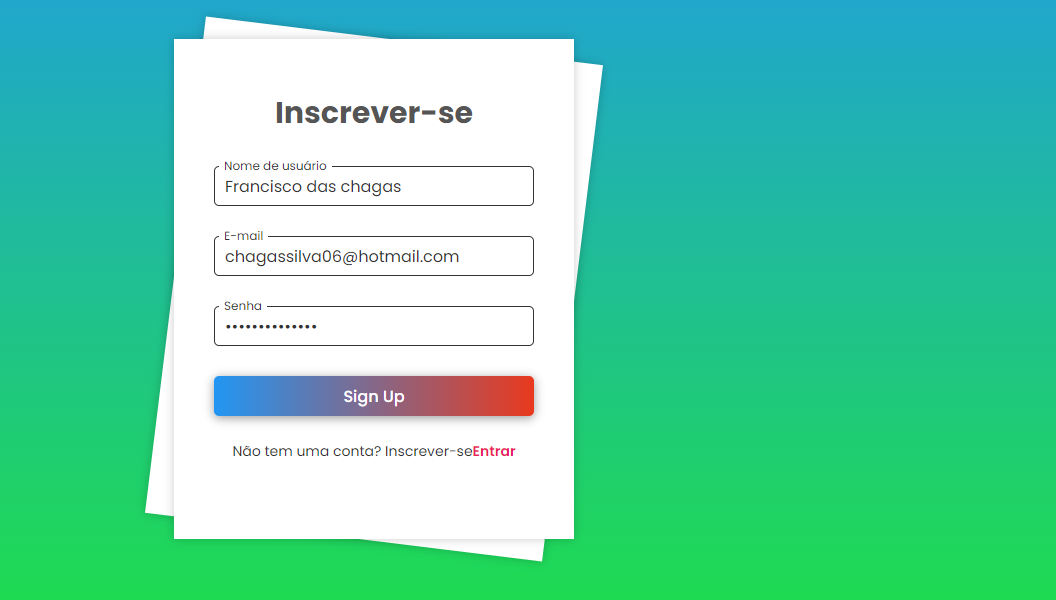 Inscrever-se
Nome de usuário
Francisco das chagas
E-mail
chagassilva06@hotmail.com
Senha
••••••••••••••
Sign Up
Não tem uma conta? Inscrever-seEntrar